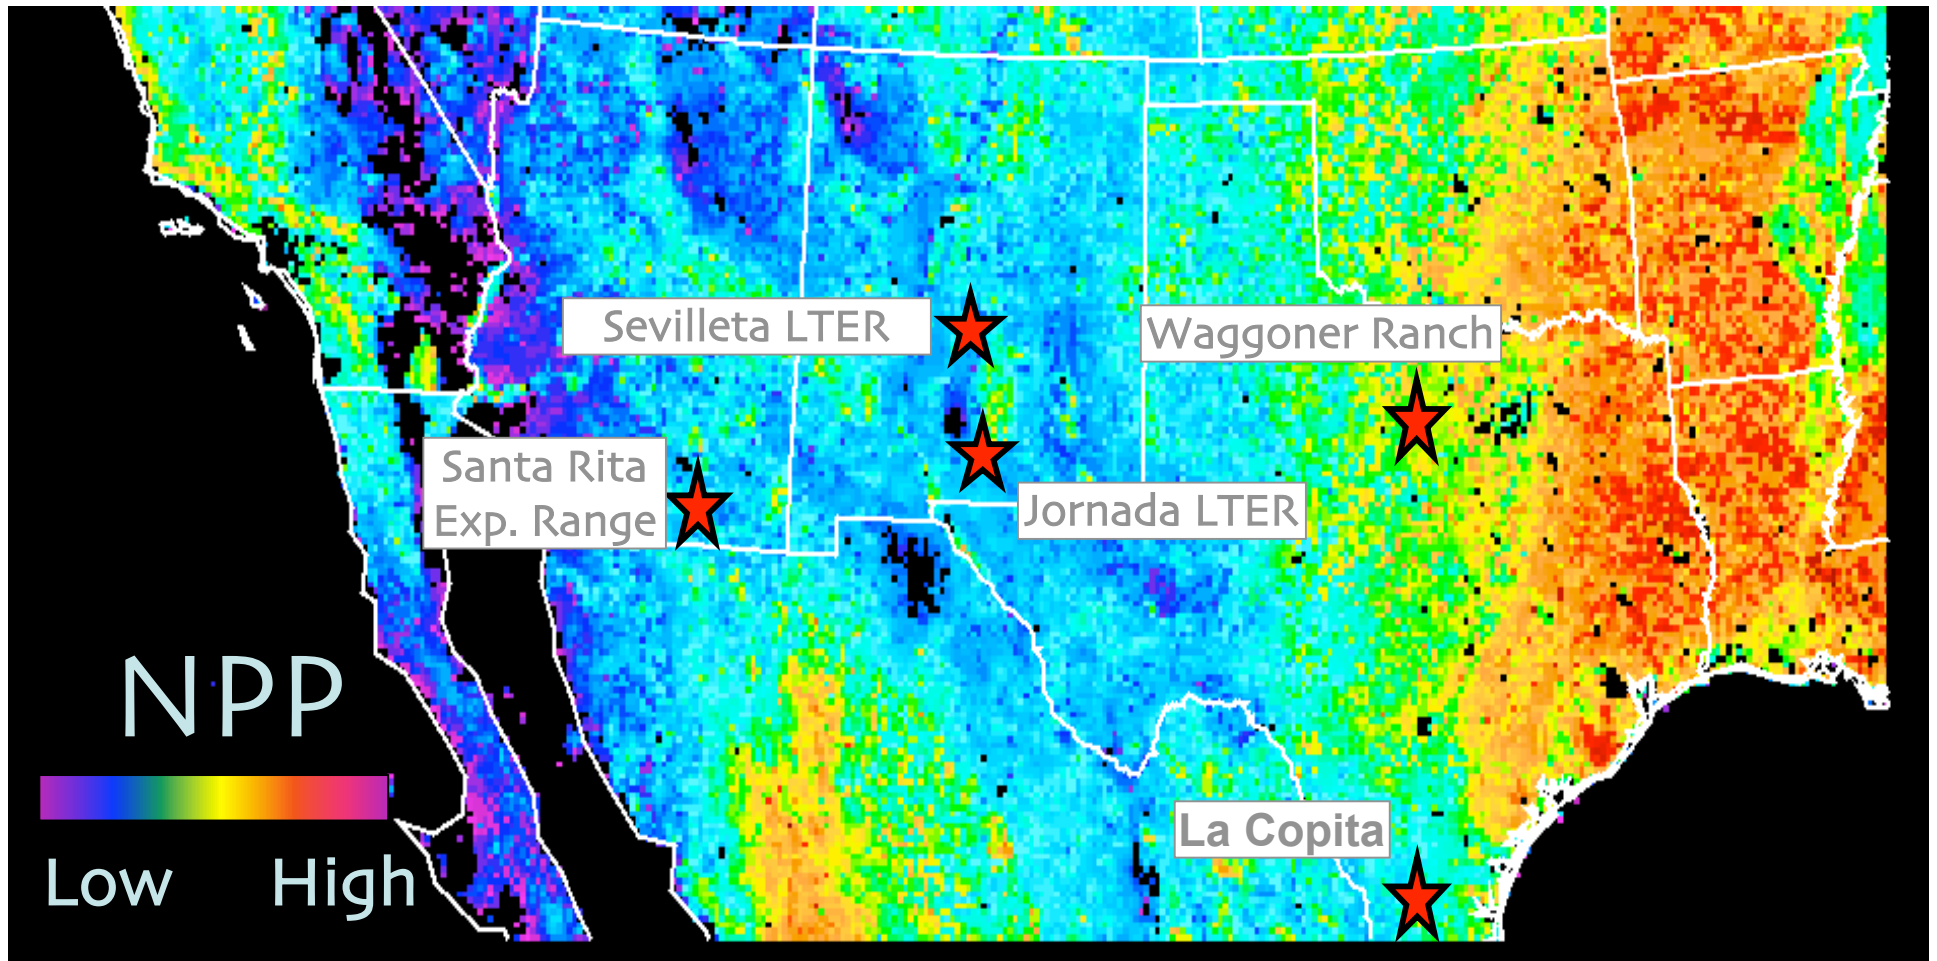 Sevilleta LTER
Waggoner Ranch
Santa Rita
Exp. Range
Jornada LTER
NPP
La Copita
Low
High